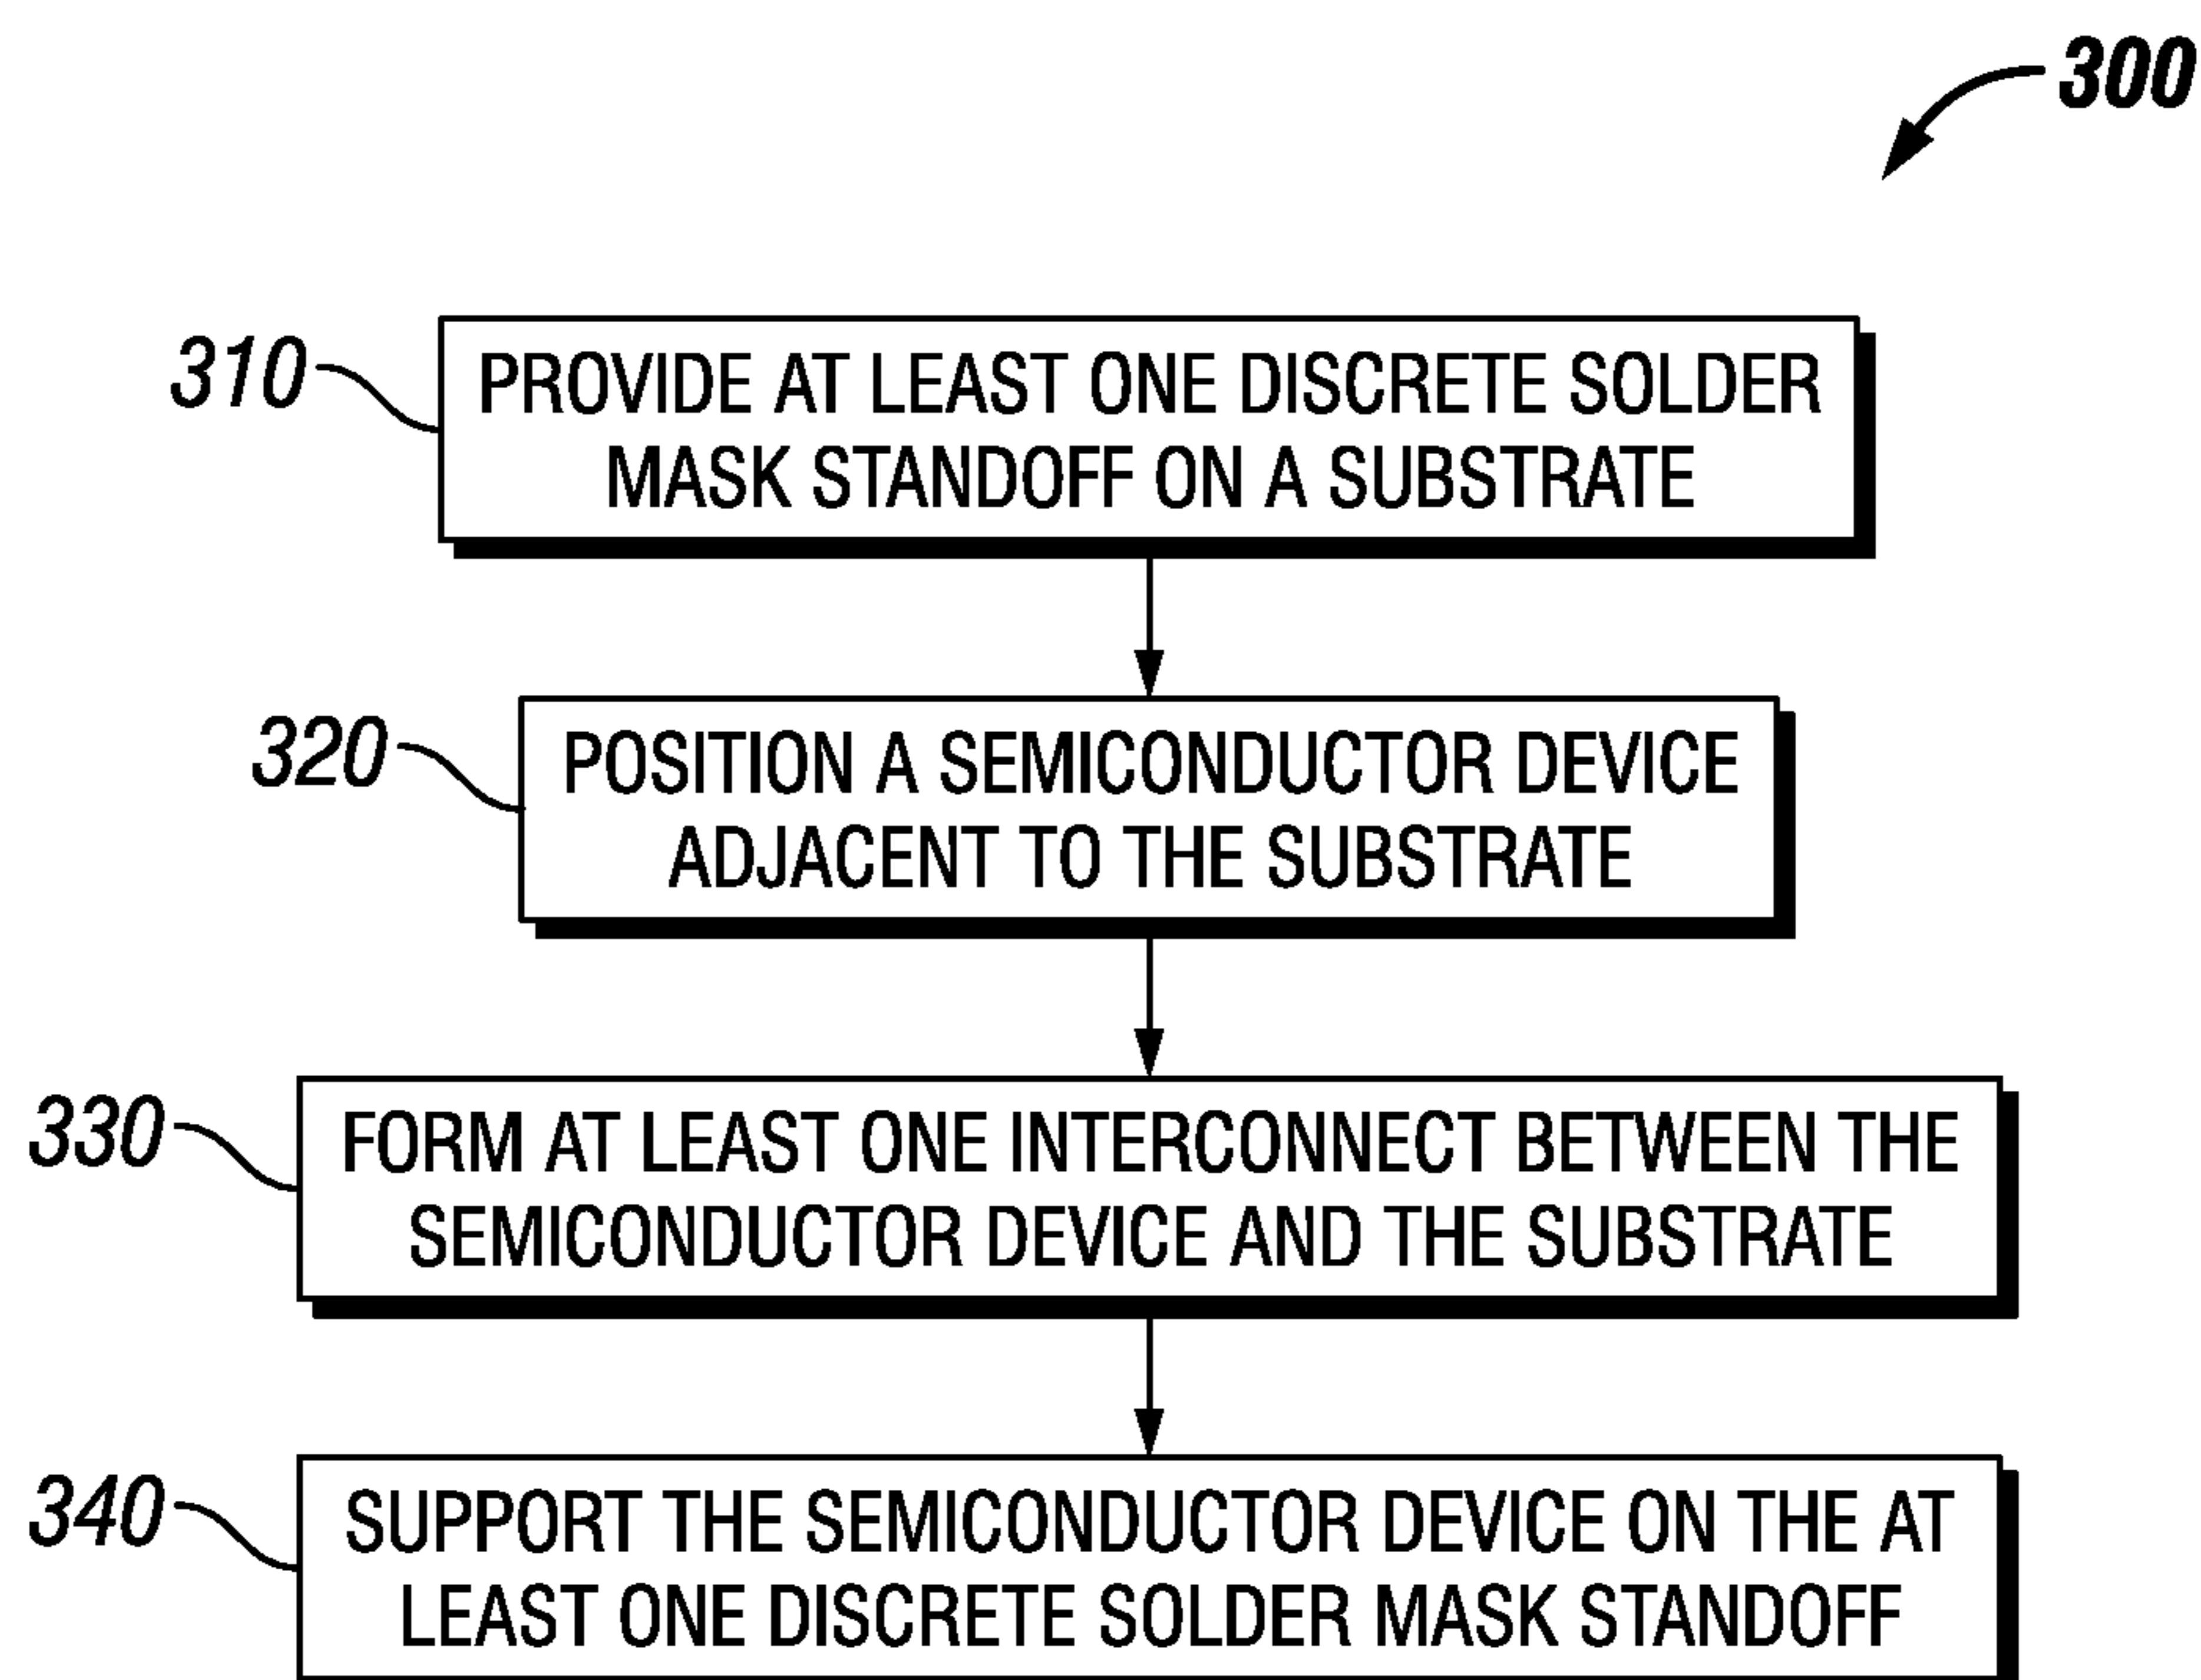 300
310
PROVIDE AT LEAST ONE DISCRETE SOLDER
MASK STANDOFF ON A SUBSTRATE
320
POSITION A SEMICONDUCTOR DEVICE
ADJACENT TO THE SUBSTRATE
330
FORM AT LEAST ONE INTERCONNECT BETWEEN THE
SEMICONDUCTOR DEVICE AND THE SUBSTRATE
340
SUPPORT THE SEMICONDUCTOR DEVICE ON THE AT
LEAST ONE DISCRETE SOLDER MASK STANDOFF